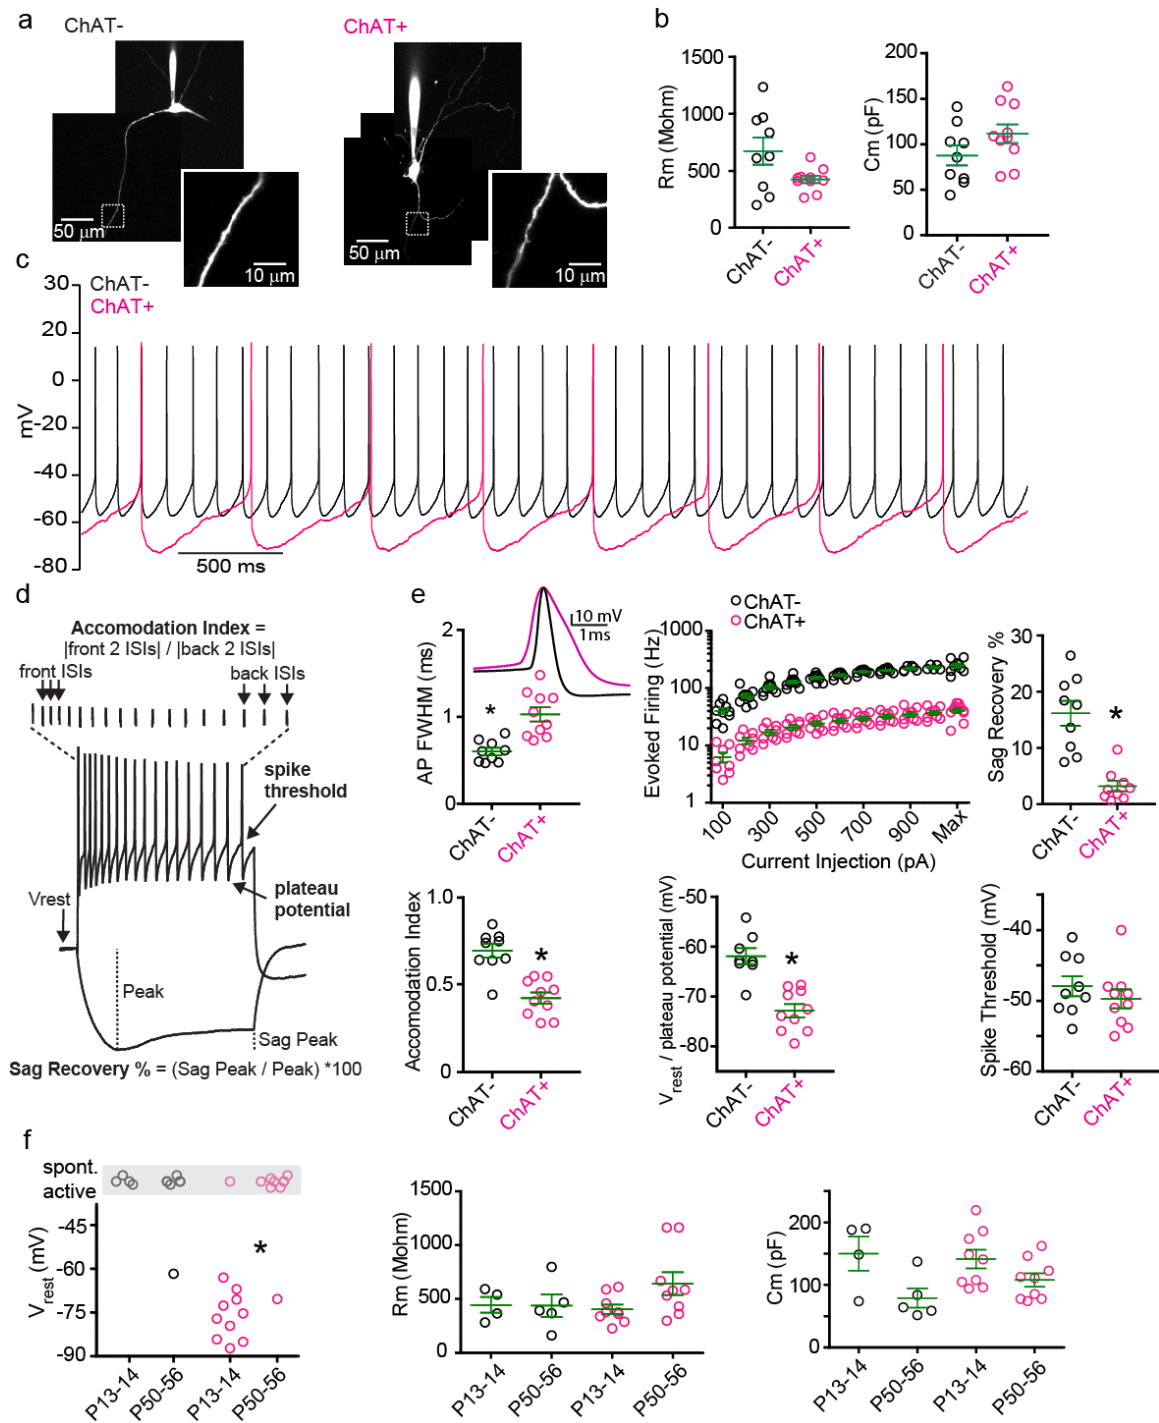 a
ChAT-
ChAT+
50 μm
10 μm
50 μm
10 μm
b
Rm (Mohm)
1500
1000
500
0
ChAT-
ChAT+
Cm (pF)
200
150
100
50
0
ChAT-
ChAT+
c
ChAT-
ChAT+
mV
30
20
0
-20
-40
-60
-80
500 ms
d
Accomodation Index =
|front 2 ISIs| / |back 2 ISIs|
front ISIs
back ISIs
spike
threshold
Vrest
plateau
potential
Peak
Sag Peak
Sag Recovery % = (Sag Peak / Peak) *100
e
AP FWHM (ms)
2
1
0
10 mV
1ms
*
ChAT-
ChAT+
Evoked Firing (Hz)
1000
100
10
1
ChAT-
ChAT+
100
300
500
700
900
Max
Current Injection (pA)
Sag Recovery %
30
20
10
0
*
ChAT-
ChAT+
Accomodation Index
1.0
0.5
0
*
ChAT-
ChAT+
Vrest / plateau potential (mV)
-50
-60
-70
-80
*
ChAT-
ChAT+
Spike Threshold (mV)
-40
-50
-60
ChAT-
ChAT+
f
spont.
active
Vrest (mV)
-45
-60
-75
-90
*
P13-14
P50-56
P13-14
P50-56
Rm (Mohm)
1500
1000
500
0
P13-14
P50-56
P13-14
P50-56
Cm (pF)
200
100
0
P13-14
P50-56
P13-14
P50-56